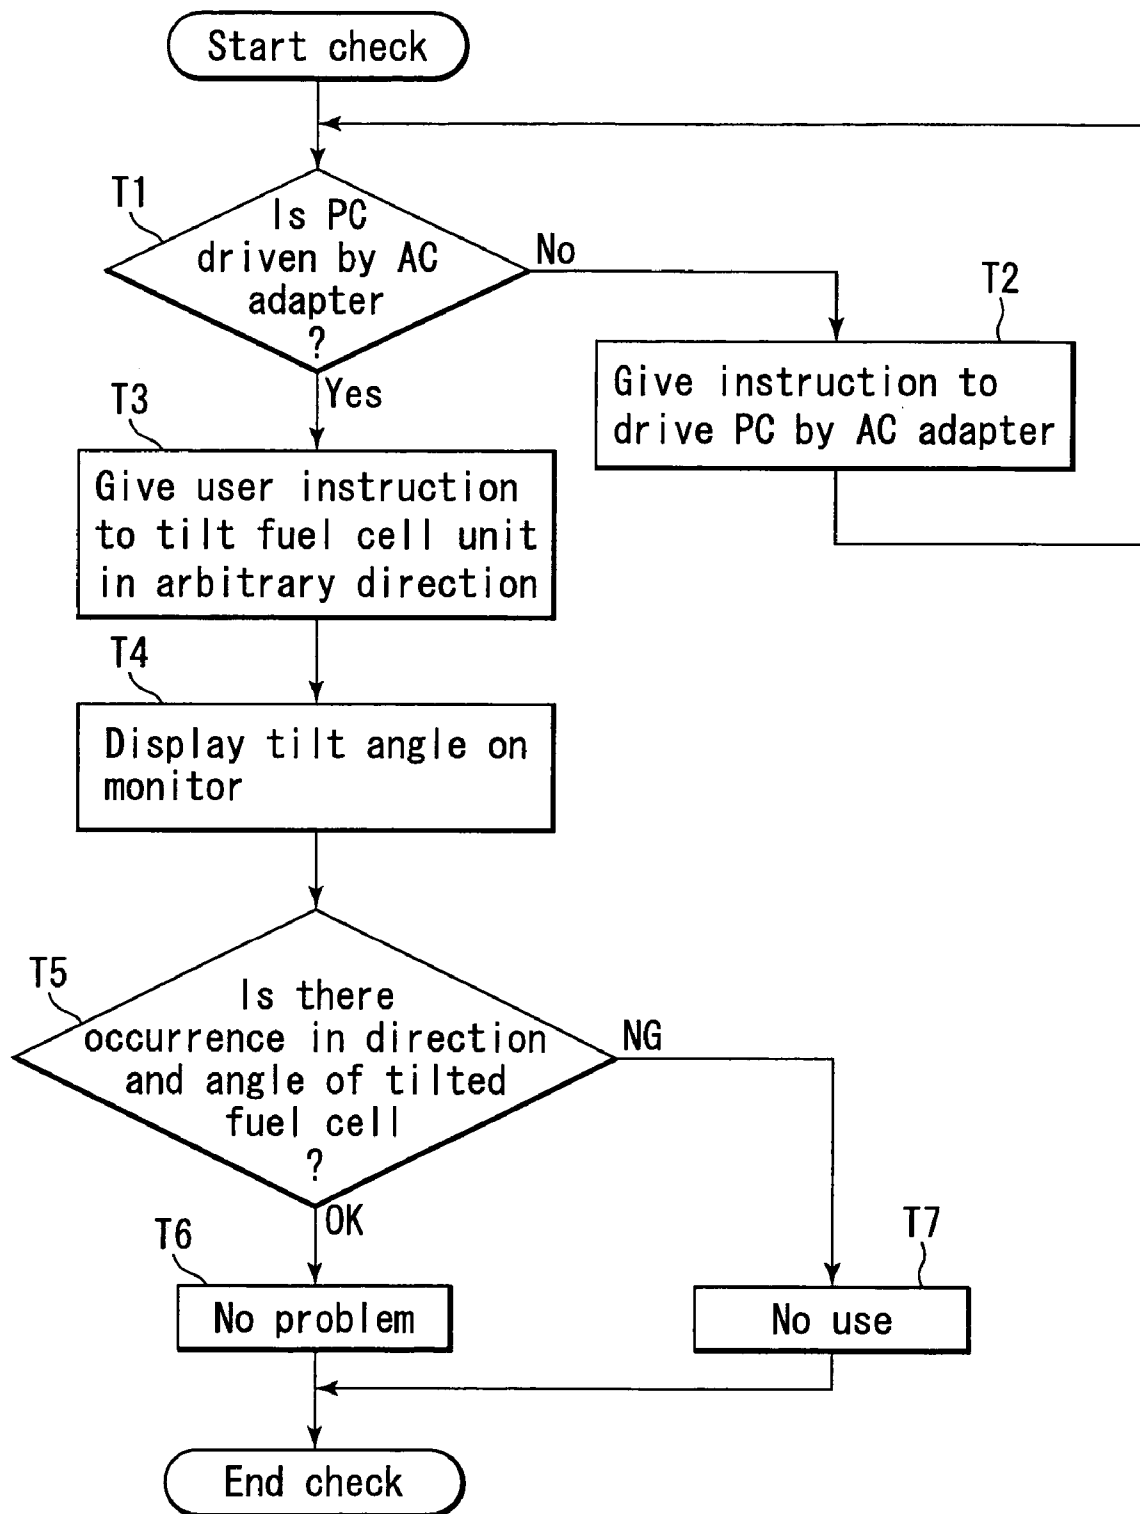 Start check
T1
Is PC
driven by AC
adapter
?
No
Yes
T2
Give instruction to
drive PC by AC adapter
T3
Give user instruction
to tilt fuel cell unit
in arbitrary direction
T4
Display tilt angle on
monitor
T5
Is there
occurrence in direction
and angle of tilted
fuel cell
?
NG
OK
T6
No problem
T7
No use
End check